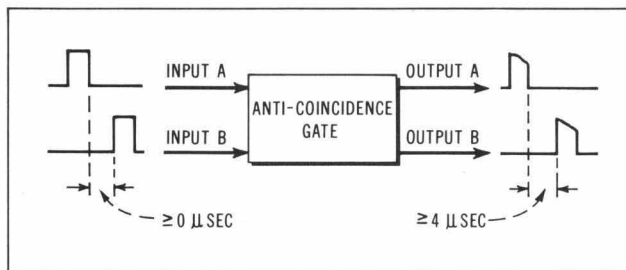 INPUT A
OUTPUT A
ANTI-COINCIDENCE
GATE
INPUT B
OUTPUT B
≥0 μSEC
≥4 μSEC